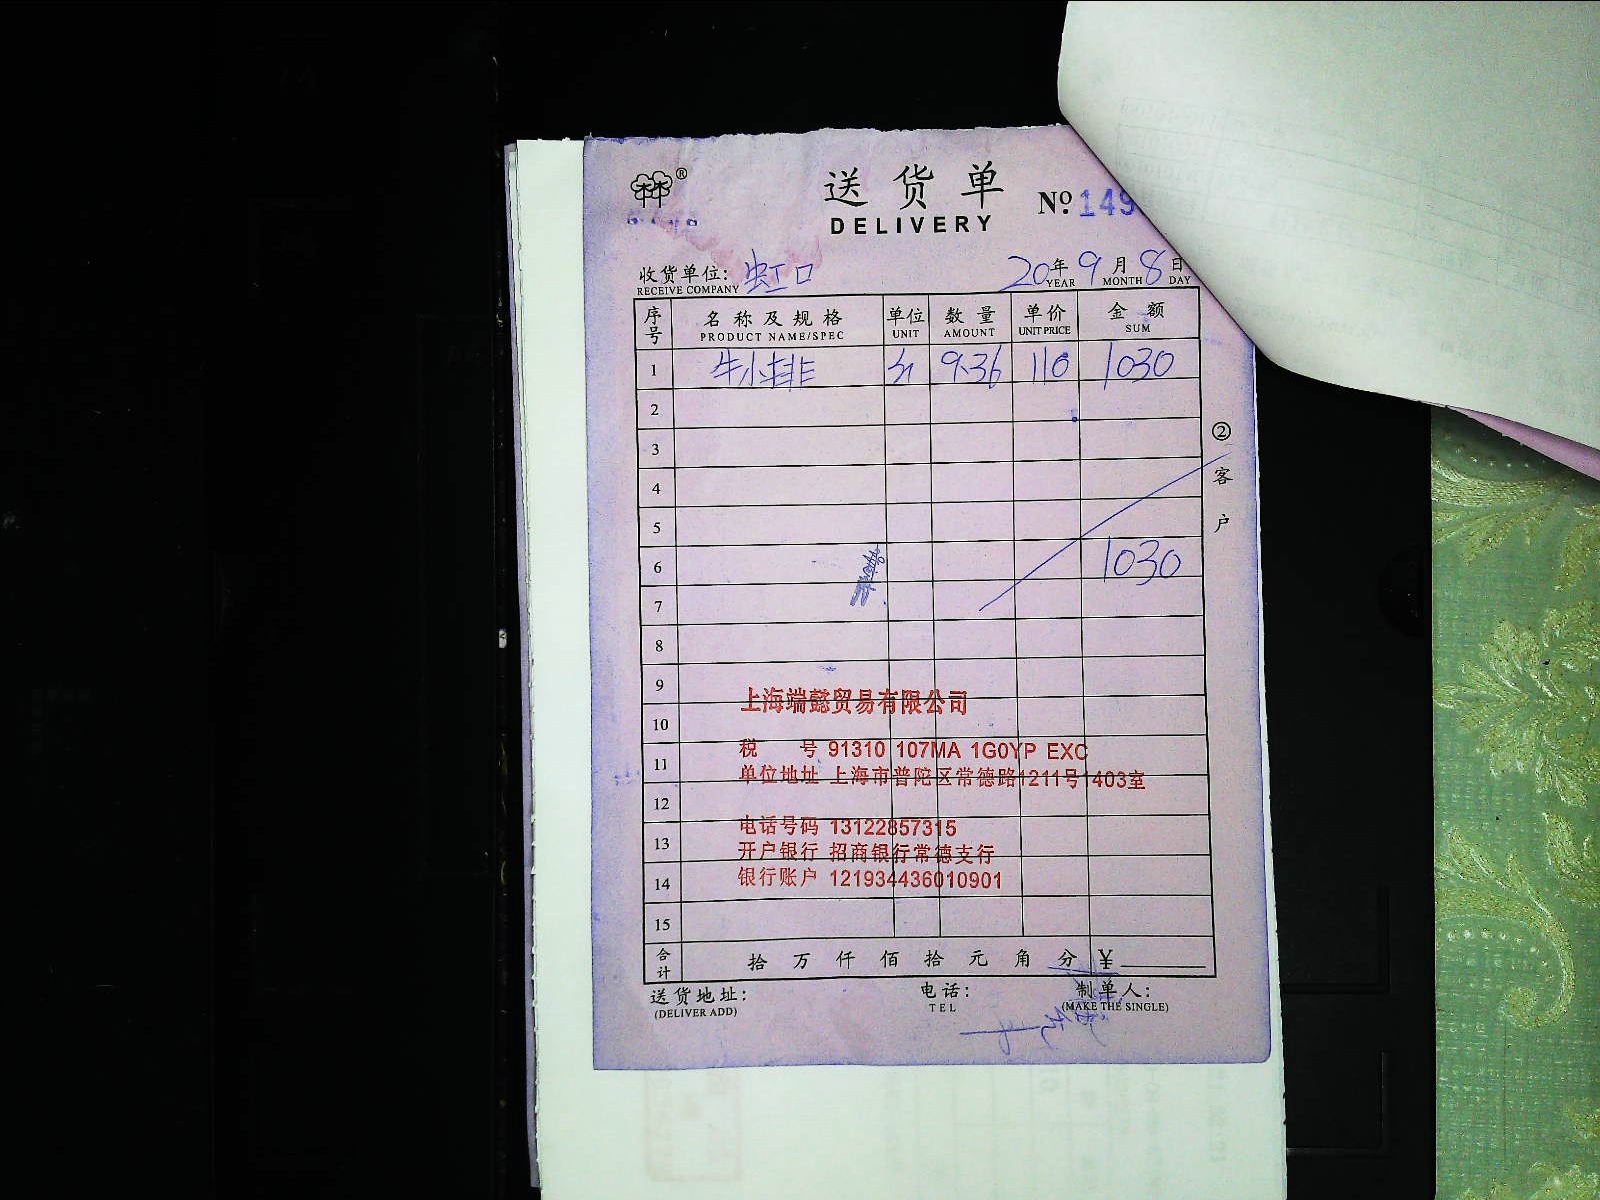 ®
送货单
DELIVERY
№ 149
收货单位: 虹口 20年9月8日
RECEIVE COMPANY YEAR MONTH DAY
序号 名称及规格 单位 数量 单价 金额
PRODUCT NAME/SPEC UNIT AMOUNT UNIT PRICE SUM
1 牛小排 9.36 110 1030
2
3
4
5
6 1030
7
8
9
10
11
12
13
14
15
②客户
上海端懿贸易有限公司
税 号 91310 107MA 1G0YP EXC
单位地址 上海市普陀区常德路1211号1403室
电话号码 13122857315
开户银行 招商银行常德支行
银行账户 121934436010901
合计 拾 万 仟 佰 拾 元 角 分 ¥
送货地址: 电话: 制单人:
(DELIVER ADD) TEL (MAKE THE SINGLE)